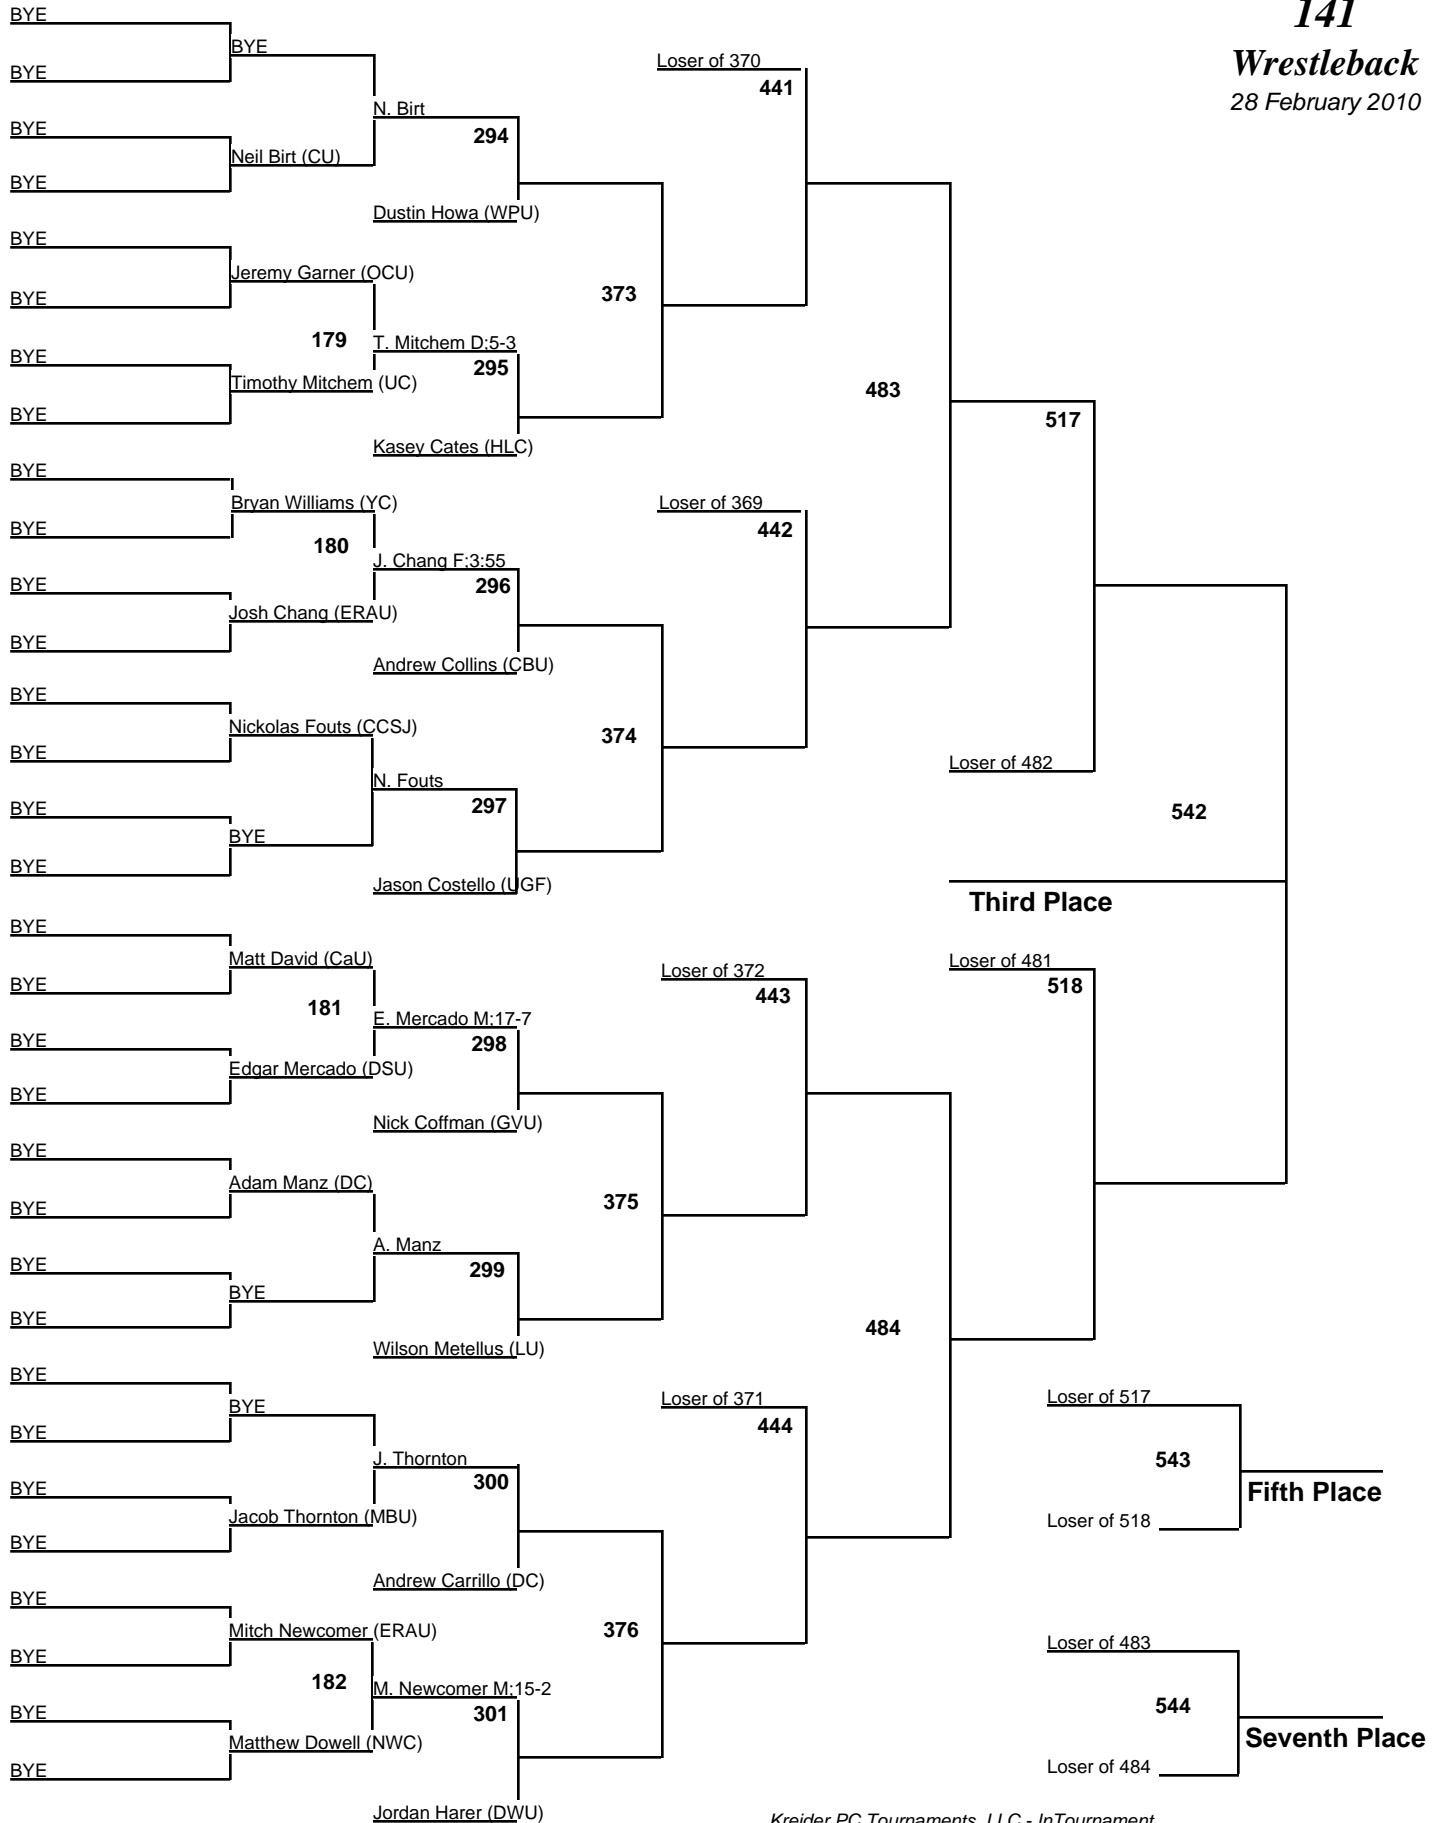 141
Wrestleback
28 February 2010
BYE
BYE
BYE
Loser of 370
441
BYE
N. Birt
294
BYE
Neil Birt (CU)
BYE
Dustin Howa (WPU)
BYE
Jeremy Garner (OCU)
BYE
373
179
T. Mitchem D;5-3
BYE
295
Timothy Mitchem (UC)
483
BYE
517
Kasey Cates (HLC)
BYE
Bryan Williams (YC)
Loser of 369
BYE
442
180
J. Chang F;3:55
BYE
296
Josh Chang (ERAU)
BYE
Andrew Collins (CBU)
BYE
Nickolas Fouts (CCSJ)
374
BYE
Loser of 482
N. Fouts
BYE
297
542
BYE
BYE
Jason Costello (UGF)
Third Place
BYE
Matt David (CaU)
Loser of 481
BYE
Loser of 372
518
443
181
E. Mercado M;17-7
BYE
298
Edgar Mercado (DSU)
BYE
Nick Coffman (GVU)
BYE
Adam Manz (DC)
375
BYE
A. Manz
BYE
299
BYE
BYE
484
Wilson Metellus (LU)
BYE
Loser of 371
Loser of 517
BYE
444
BYE
J. Thornton
543
300
BYE
Fifth Place
Jacob Thornton (MBU)
Loser of 518
BYE
Andrew Carrillo (DC)
BYE
Mitch Newcomer (ERAU)
376
Loser of 483
BYE
182
M. Newcomer M;15-2
544
BYE
301
Matthew Dowell (NWC)
Seventh Place
BYE
Loser of 484
Jordan Harer (DWU)
Kreider PC Tournaments, LLC - InTournament